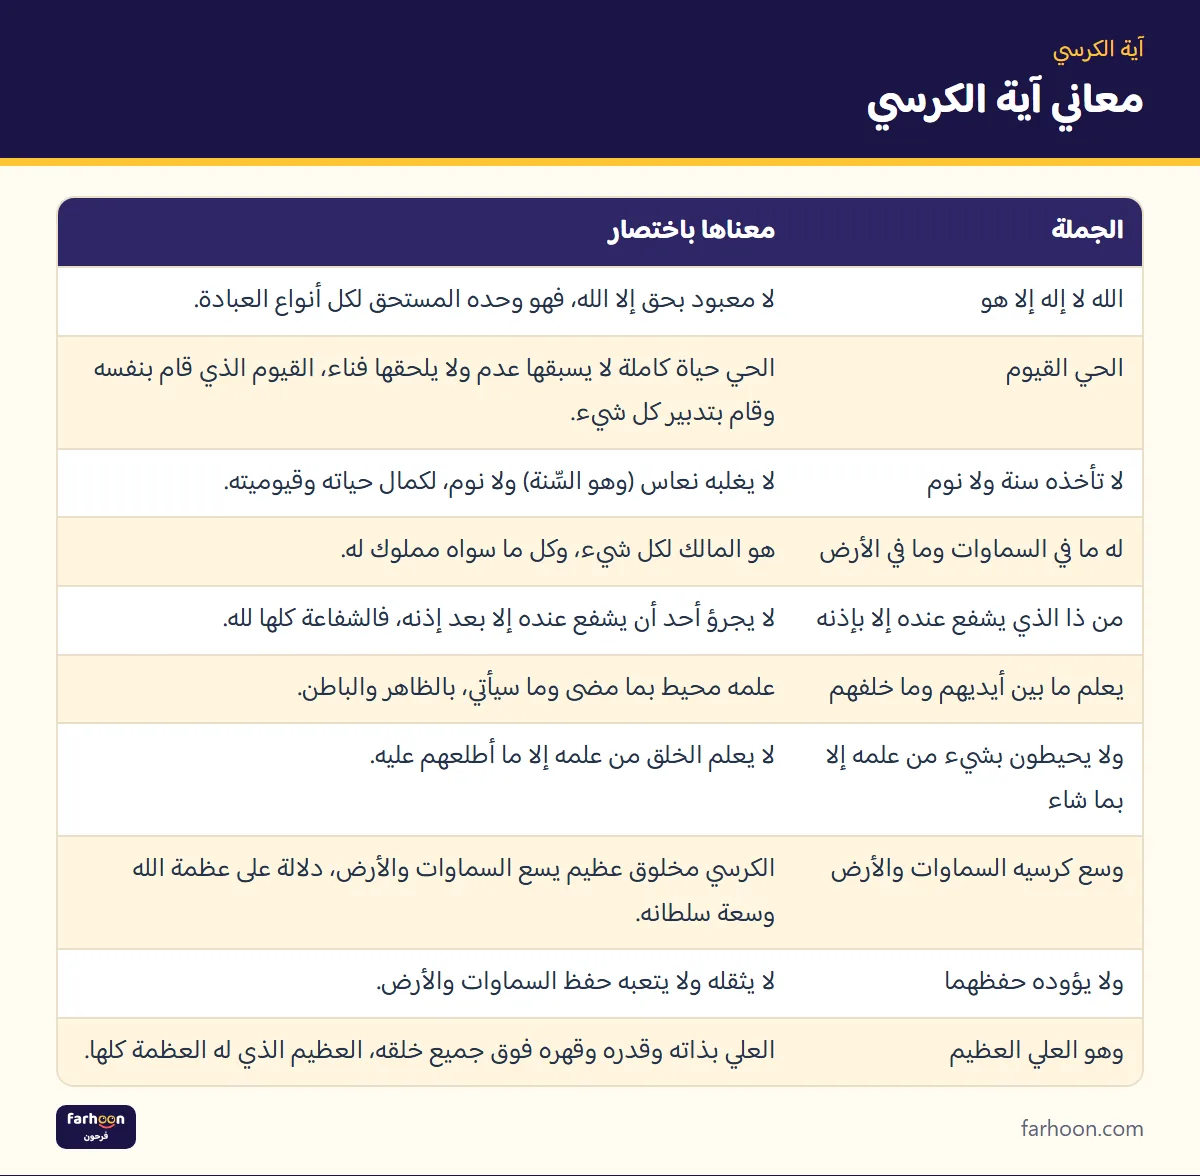 آية الكرسي
معاني آية الكرسي
الجملة
معناها باختصار
الله لا إله إلا هو
لا معبود بحق إلا الله، فهو وحده المستحق لكل أنواع العبادة.
الحي القيوم
الحي حياة كاملة لا يسبقها عدم ولا يلحقها فناء، القيوم الذي قام بنفسه
وقام بتدبير كل شيء.
لا تأخذه سنة ولا نوم
لا يغلبه نعاس (وهو السِّنة) ولا نوم، لكمال حياته وقيوميته.
له ما في السماوات وما في الأرض
هو المالك لكل شيء، وكل ما سواه مملوك له.
من ذا الذي يشفع عنده إلا بإذنه
لا يجرؤ أحد أن يشفع عنده إلا بعد إذنه، فالشفاعة كلها لله.
يعلم ما بين أيديهم وما خلفهم
علمه محيط بما مضى وما سيأتي، بالظاهر والباطن.
ولا يحيطون بشيء من علمه إلا
بما شاء
لا يعلم الخلق من علمه إلا ما أطلعهم عليه.
وسع كرسيه السماوات والأرض
الكرسي مخلوق عظيم يسع السماوات والأرض، دلالة على عظمة الله
وسعة سلطانه.
ولا يؤوده حفظهما
لا يثقله ولا يتعبه حفظ السماوات والأرض.
وهو العلي العظيم
العلي بذاته وقدره وقهره فوق جميع خلقه، العظيم الذي له العظمة كلها.
farhoon.com
farhoon
فرحون